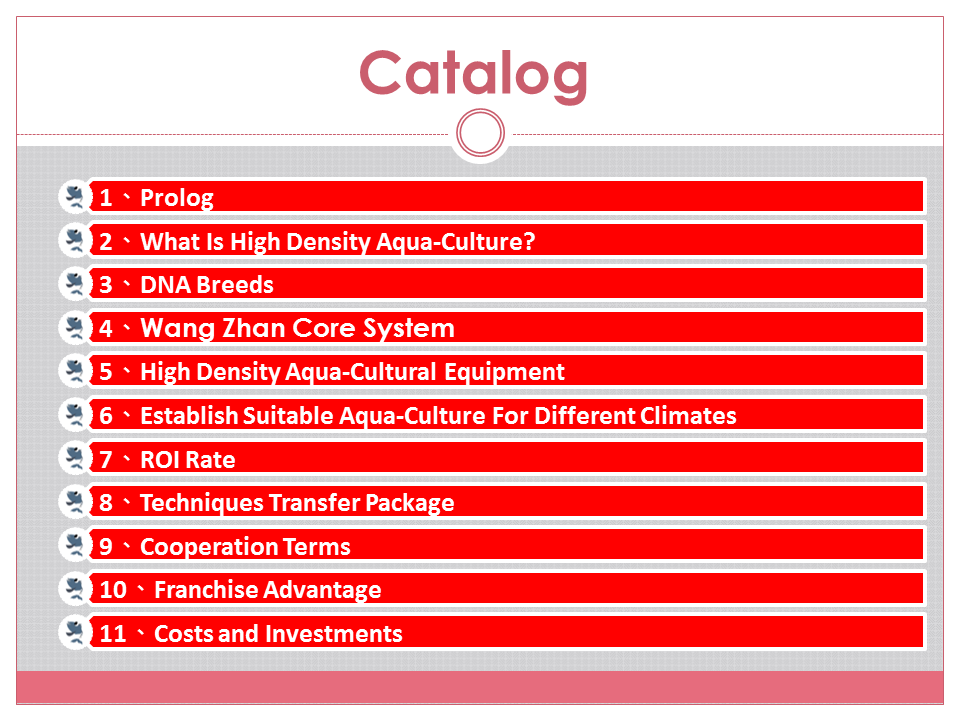 Catalog
1、Prolog
2、What Is High Density Aqua-Culture?
3、DNA Breeds
4、Wang Zhan Core System
5、High Density Aqua-Cultural Equipment
6、Establish Suitable Aqua-Culture For Different Climates
7、ROI Rate
8、Techniques Transfer Package
9、Cooperation Terms
10、Franchise Advantage
11、Costs and Investments